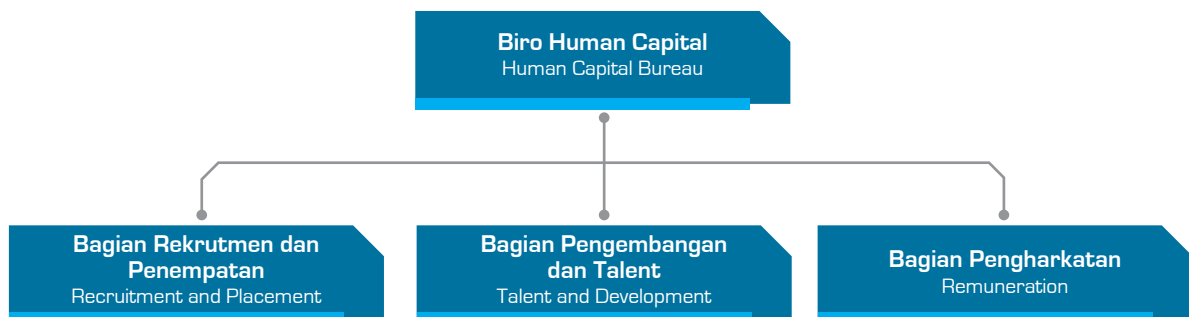 Biro Human Capital
Human Capital Bureau
Bagian Rekrutmen dan
Penempatan
Recruitment and Placement
Bagian Pengembangan
dan Talent
Talent and Development
Bagian Pengharkatan
Remuneration